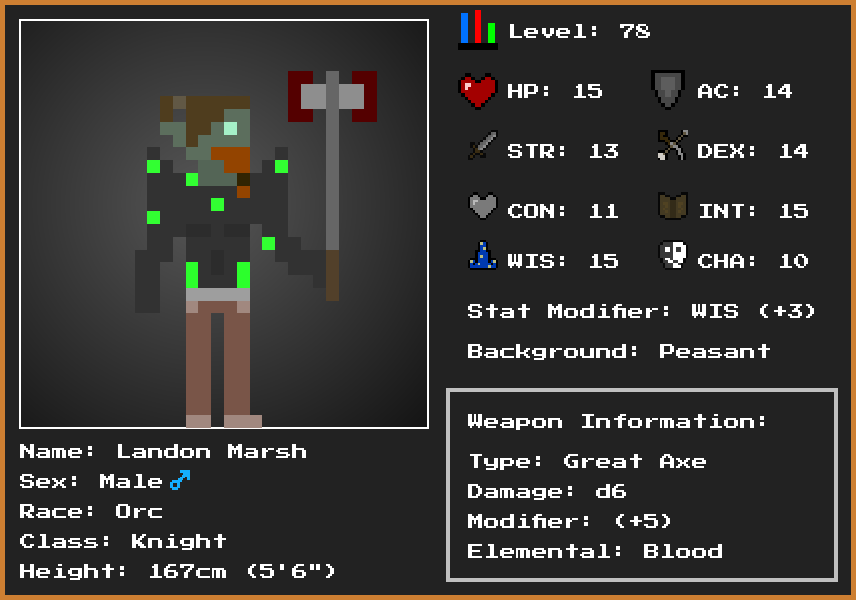 Level: 78
HP: 15
AC: 14
STR: 13
DEX: 14
CON: 11
INT: 15
WIS: 15
CHA: 10
Stat Modifier: WIS (+3)
Background: Peasant
Weapon Information:
Type: Great Axe
Damage: d6
Modifier: (+5)
Elemental: Blood
Name: Landon Marsh
Sex: Male♂
Race: Orc
Class: Knight
Height: 167cm (5'6")